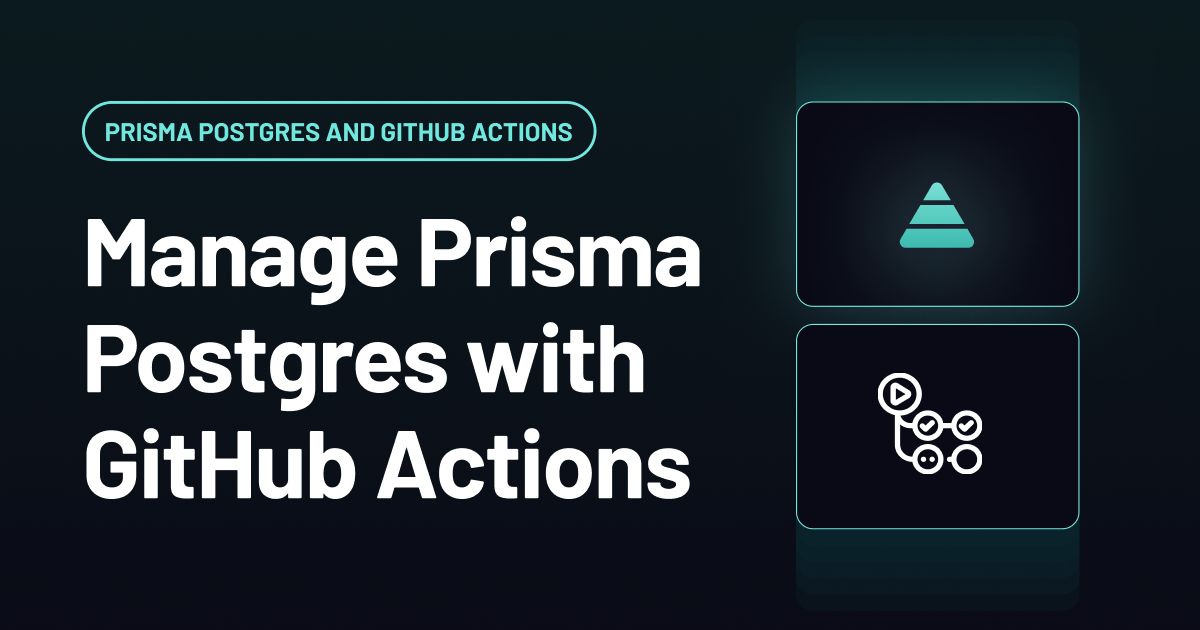 PRISMA POSTGRES AND GITHUB ACTIONS
Manage Prisma
Postgres with
GitHub Actions